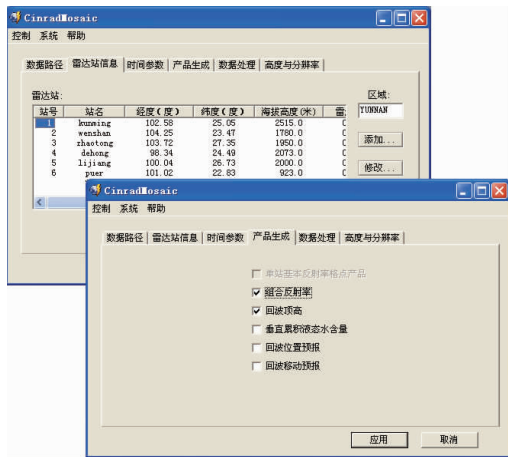 CinradMosaic
控制 系统 帮助
数据路径 雷达站信息 时间参数 产品生成 数据处理 高度与分辨率
雷达站: 区域:
站号 站名 经度(度) 纬度(度) 海拔高度(米) 雷
1 kunming 102.58 25.05 2515.0 YUNNAN
2 wenshan 104.25 23.47 1780.0
3 zhaotong 103.72 27.35 1950.0 添加...
4 dehong 98.34 24.49 2073.0
5 lijiang 100.04 26.73 2000.0 修改...
6 puer 101.02 22.83 923.0
CinradMosaic
控制 系统 帮助
数据路径 雷达站信息 时间参数 产品生成 数据处理 高度与分辨率
单站基本反射率格点产品
组合反射率
回波顶高
垂直累积液态水含量
回波位置预报
回波移动预报
应用 取消